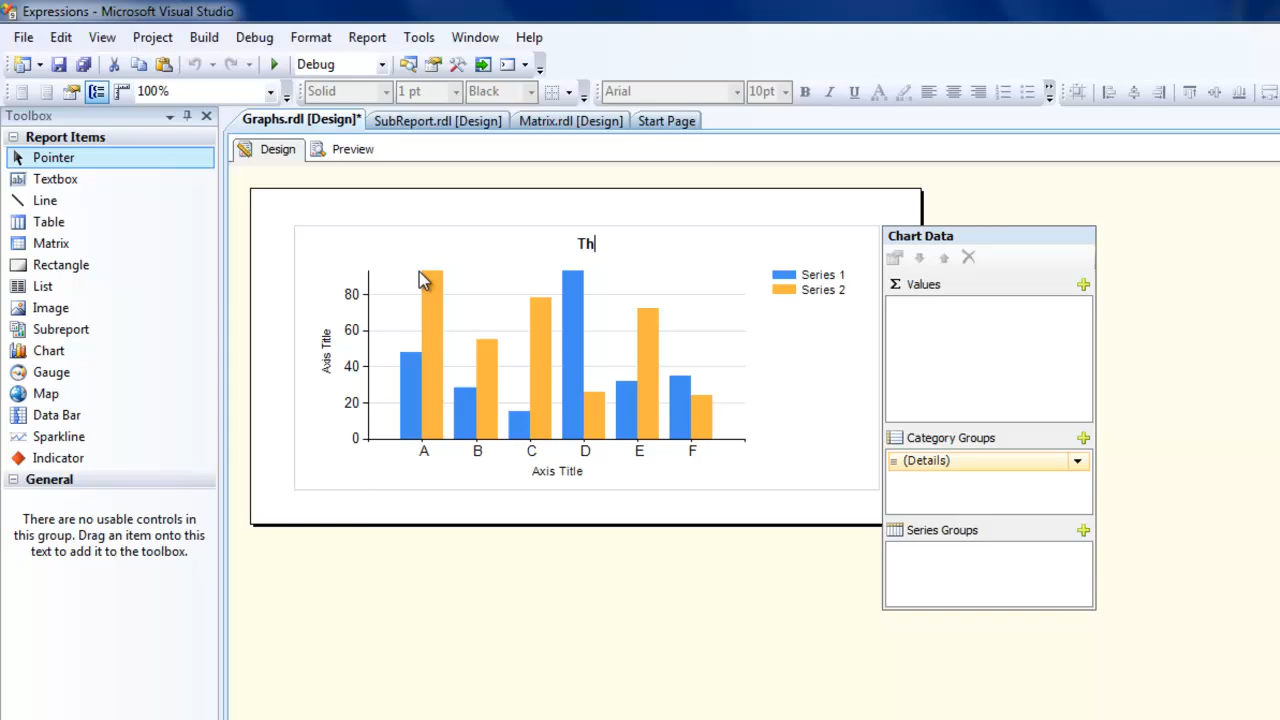 Expressions - Microsoft Visual Studio
File Edit View Project Build Debug Format Report Tools Window Help
Debug
100% Solid 1 pt Black Arial 10pt B I U A
Toolbox
Report Items
Pointer
Textbox
Line
Table
Matrix
Rectangle
List
Image
Subreport
Chart
Gauge
Map
Data Bar
Sparkline
Indicator
General
There are no usable controls in
this group. Drag an item onto this
text to add it to the toolbox.
Graphs.rdl [Design]* SubReport.rdl [Design] Matrix.rdl [Design] Start Page
Design Preview
Th
Series 1
Series 2
Axis Title
80
60
40
20
0
A B C D E F
Axis Title
Chart Data
Σ Values
Category Groups
(Details)
Series Groups